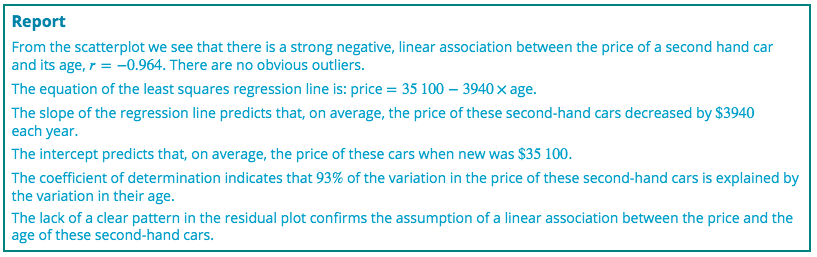 Report
From the scatterplot we see that there is a strong negative, linear association between the price of a second hand car
and its age, r = −0.964. There are no obvious outliers.
The equation of the least squares regression line is: price = 35 100 − 3940 × age.
The slope of the regression line predicts that, on average, the price of these second-hand cars decreased by $3940
each year.
The intercept predicts that, on average, the price of these cars when new was $35 100.
The coefficient of determination indicates that 93% of the variation in the price of these second-hand cars is explained by
the variation in their age.
The lack of a clear pattern in the residual plot confirms the assumption of a linear association between the price and the
age of these second-hand cars.